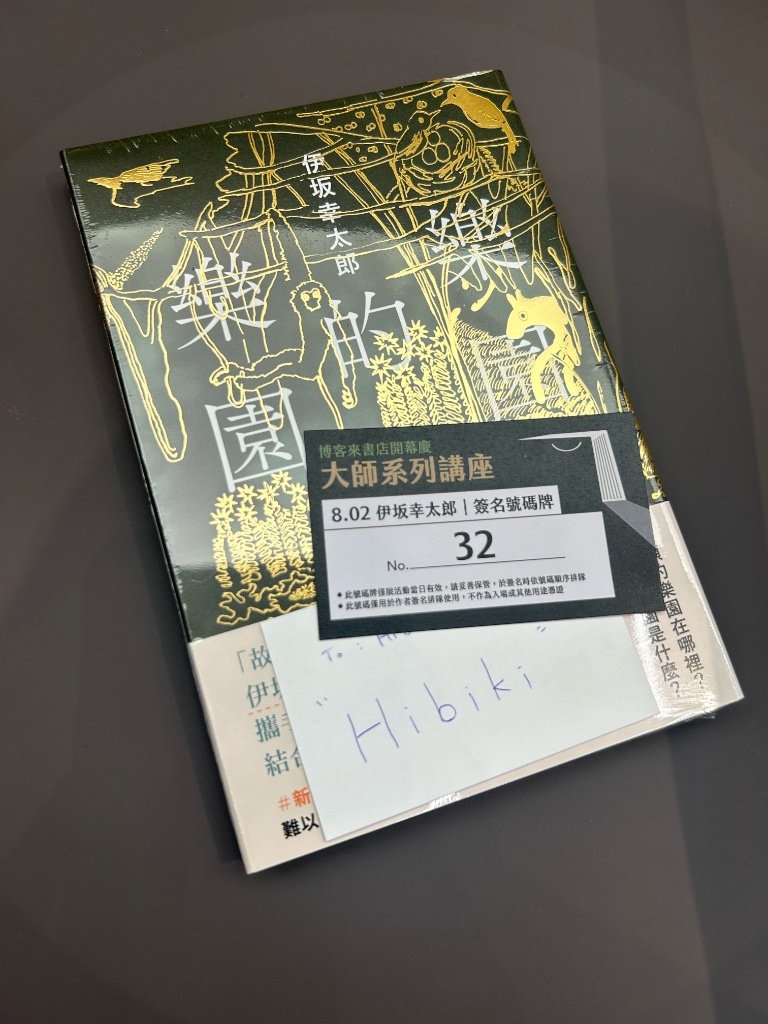 伊坂幸太郎
樂園
的
樂園
博客來書店開幕慶
大師系列講座
8.02 伊坂幸太郎｜簽名號碼牌
No. 32
●此號碼牌僅限活動當日有效，請妥善保管，於簽名時依號碼順序排隊
●此號碼僅用於作者簽名排隊使用，不作為入場或其他用途憑證
To:
"Hibiki"
的樂園在哪裡？
園是什麼？
「故
伊坂
攜手
結合
#新
難以